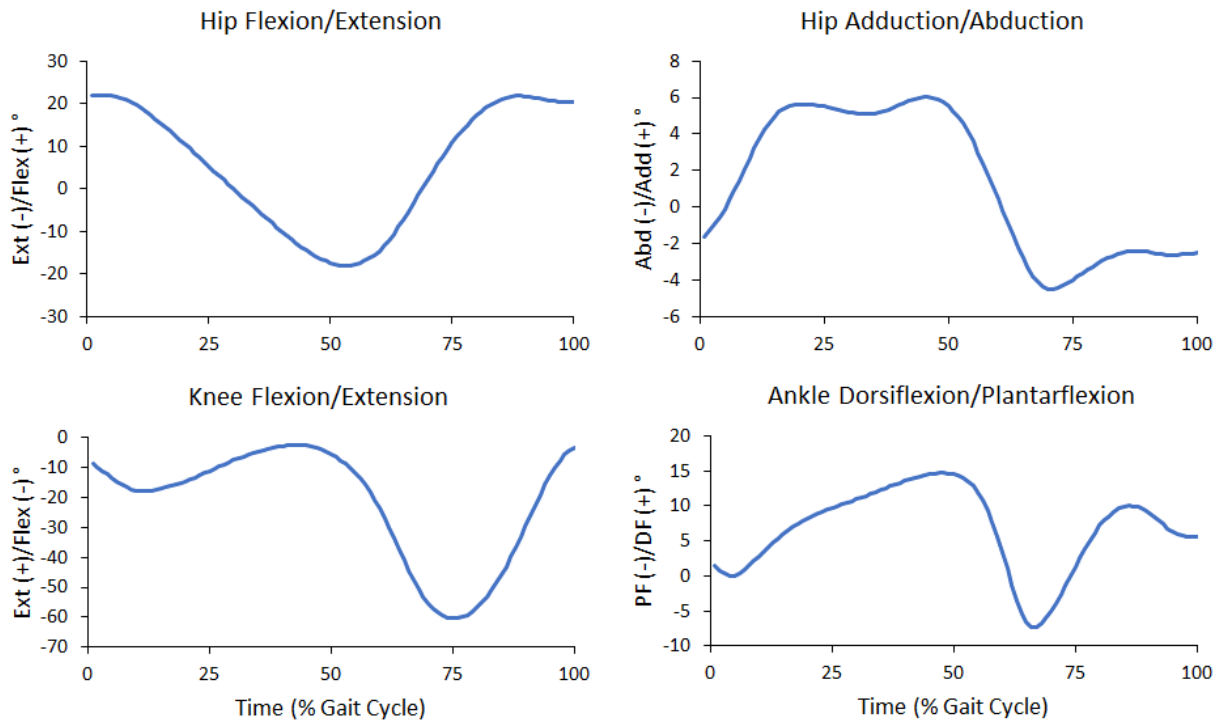 Hip Flexion/Extension
Ext (-)/Flex (+) °
30
20
10
0
-10
-20
-30
0 25 50 75 100
Hip Adduction/Abduction
Abd (-)/Add (+) °
8
6
4
2
0
-2
-4
-6
0 25 50 75 100
Knee Flexion/Extension
Ext (+)/Flex (-) °
0
-10
-20
-30
-40
-50
-60
-70
0 25 50 75 100
Time (% Gait Cycle)
Ankle Dorsiflexion/Plantarflexion
PF (-)/DF (+) °
20
15
10
5
0
-5
-10
0 25 50 75 100
Time (% Gait Cycle)